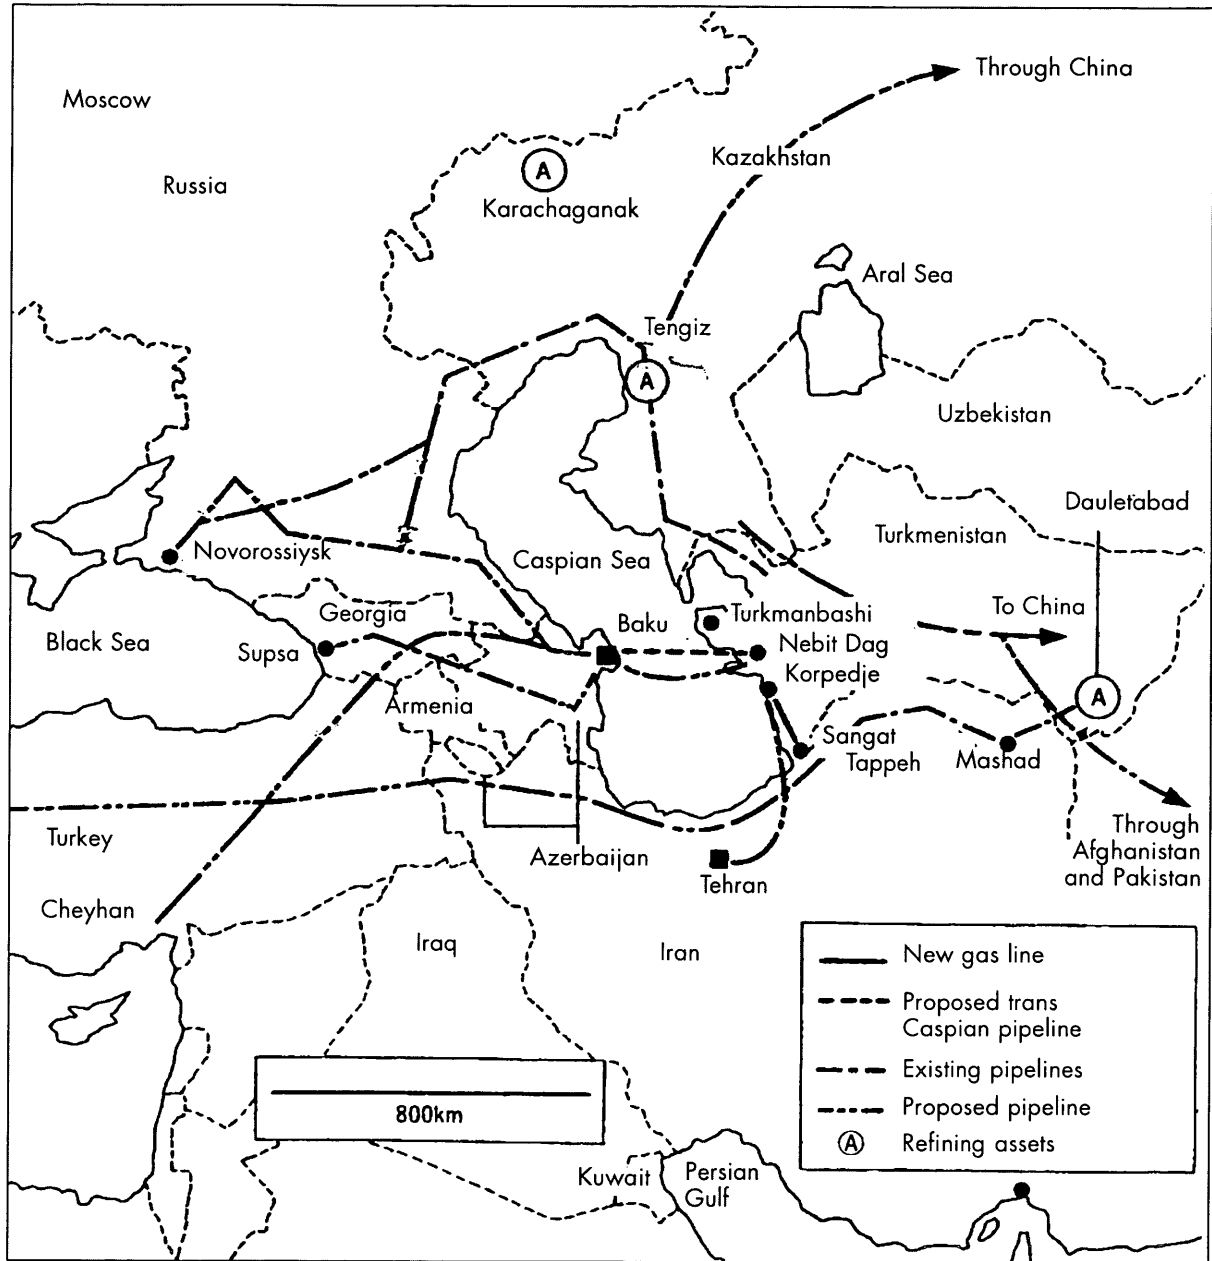 Through China
Moscow
Kazakhstan
A
Russia
Karachaganak
Aral Sea
Tengiz
A
Uzbekistan
Dauletabad
Turkmenistan
Novorossiysk
Caspian Sea
Georgia
To China
Black Sea
Baku
Turkmanbashi
Supsa
Nebit Dag
Korpedje
A
Armenia
Sangat
Tappeh
Mashad
Turkey
Azerbaijan
Tehran
Through
Afghanistan
and Pakistan
Cheyhan
Iraq
Iran
New gas line
Proposed trans
Caspian pipeline
Existing pipelines
Proposed pipeline
A Refining assets
800km
Kuwait
Persian
Gulf